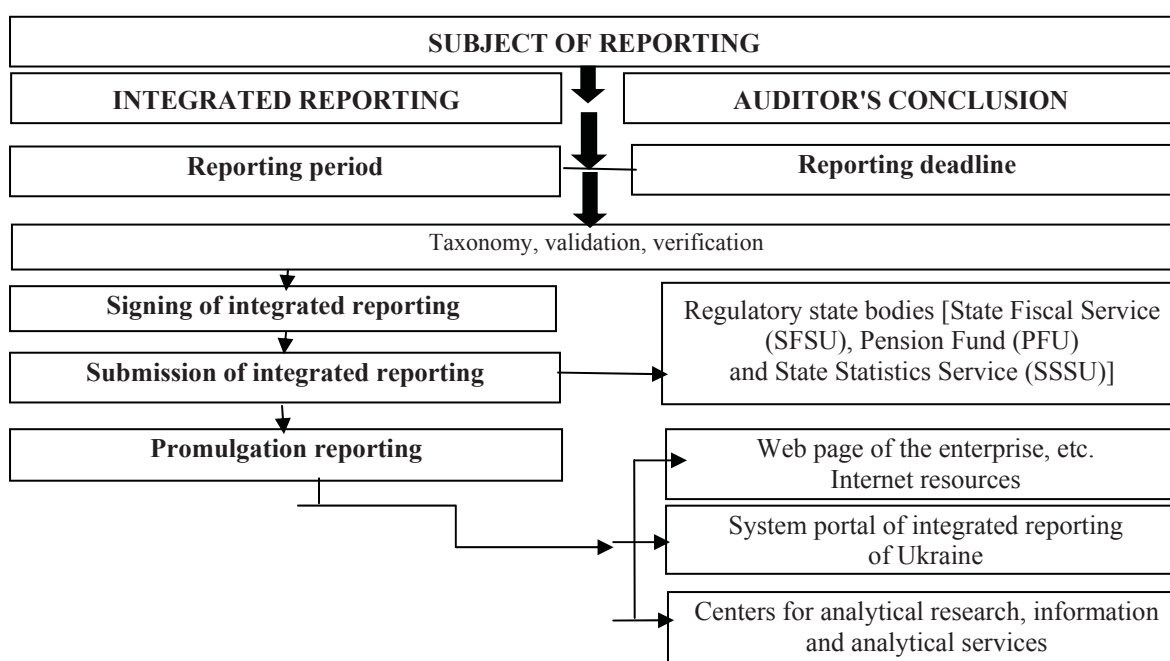 SUBJECT OF REPORTING
INTEGRATED REPORTING
AUDITOR'S CONCLUSION
Reporting period
Reporting deadline
Taxonomy, validation, verification
Signing of integrated reporting
Regulatory state bodies [State Fiscal Service
(SFSU), Pension Fund (PFU)
and State Statistics Service (SSSU)]
Submission of integrated reporting
Promulgation reporting
Web page of the enterprise, etc.
Internet resources
System portal of integrated reporting
of Ukraine
Centers for analytical research, information
and analytical services